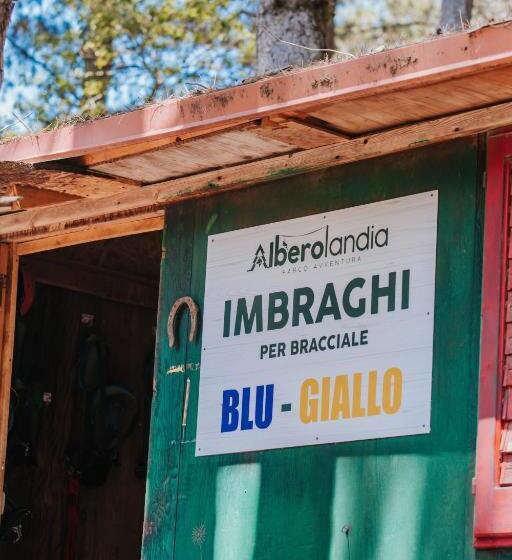 Alberolandia
PARCO AVVENTURA
IMBRAGHI
PER BRACCIALE
BLU - GIALLO